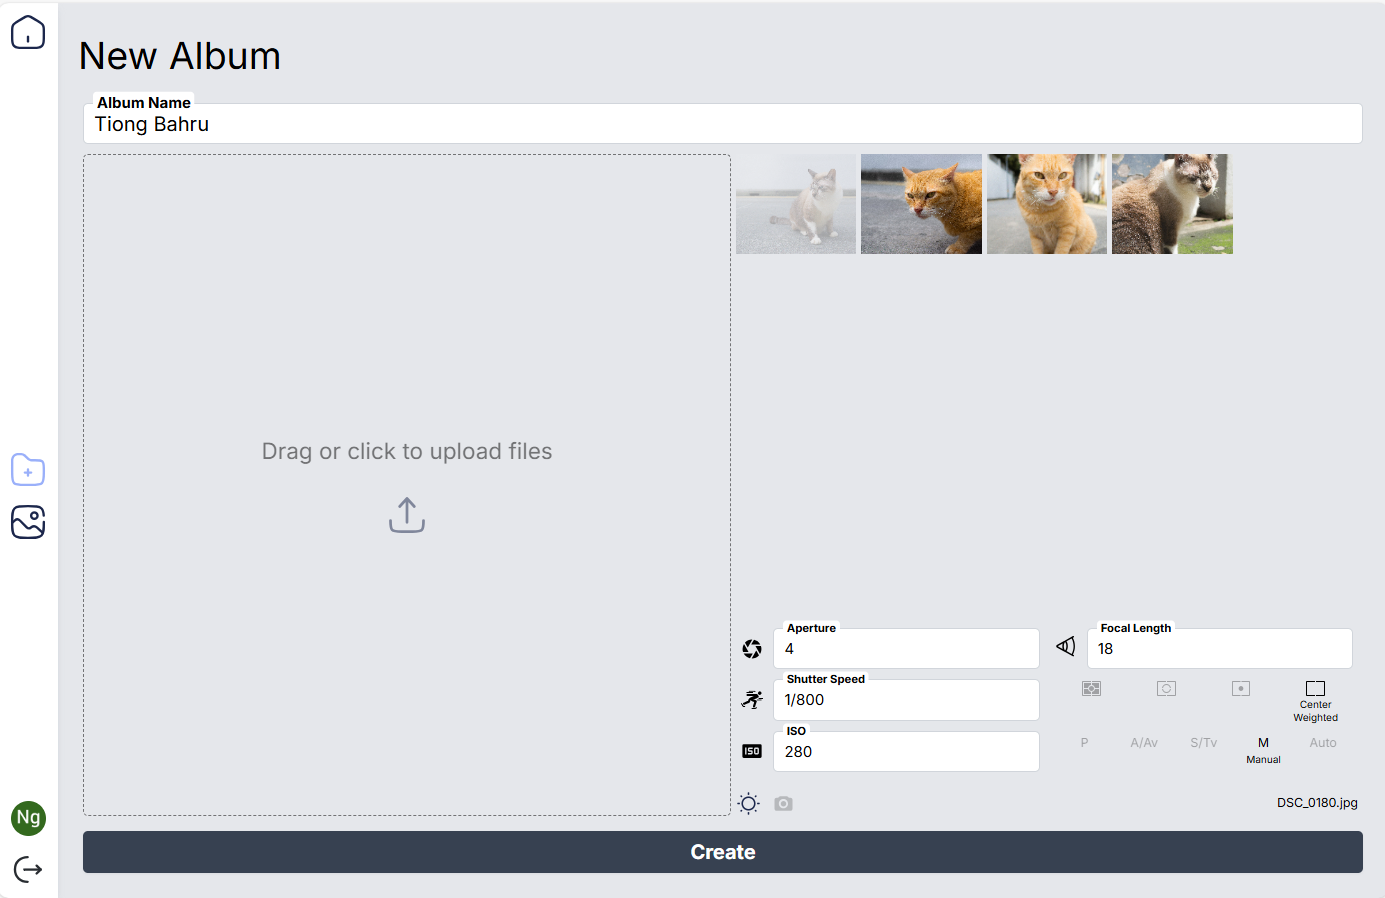 New Album
Album Name
Tiong Bahru
Drag or click to upload files
Aperture
4
Focal Length
18
Shutter Speed
1/800
Center
Weighted
ISO
ISO
280
P A/Av S/Tv M Auto
Manual
DSC_0180.jpg
Ng
Create